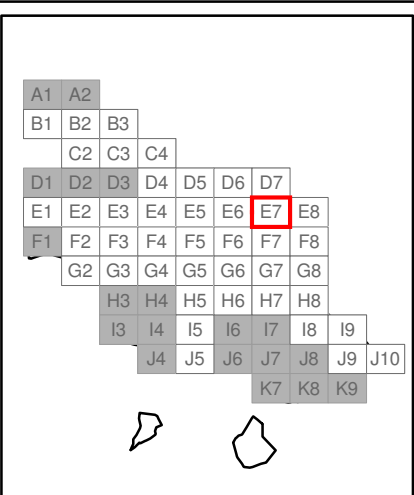 A1 A2
B1 B2 B3
C2 C3 C4
D1 D2 D3 D4 D5 D6 D7
E1 E2 E3 E4 E5 E6 E7 E8
F1 F2 F3 F4 F5 F6 F7 F8
G2 G3 G4 G5 G6 G7 G8
H3 H4 H5 H6 H7 H8
I3 I4 I5 I6 I7 I8 I9
J4 J5 J6 J7 J8 J9 J10
K7 K8 K9